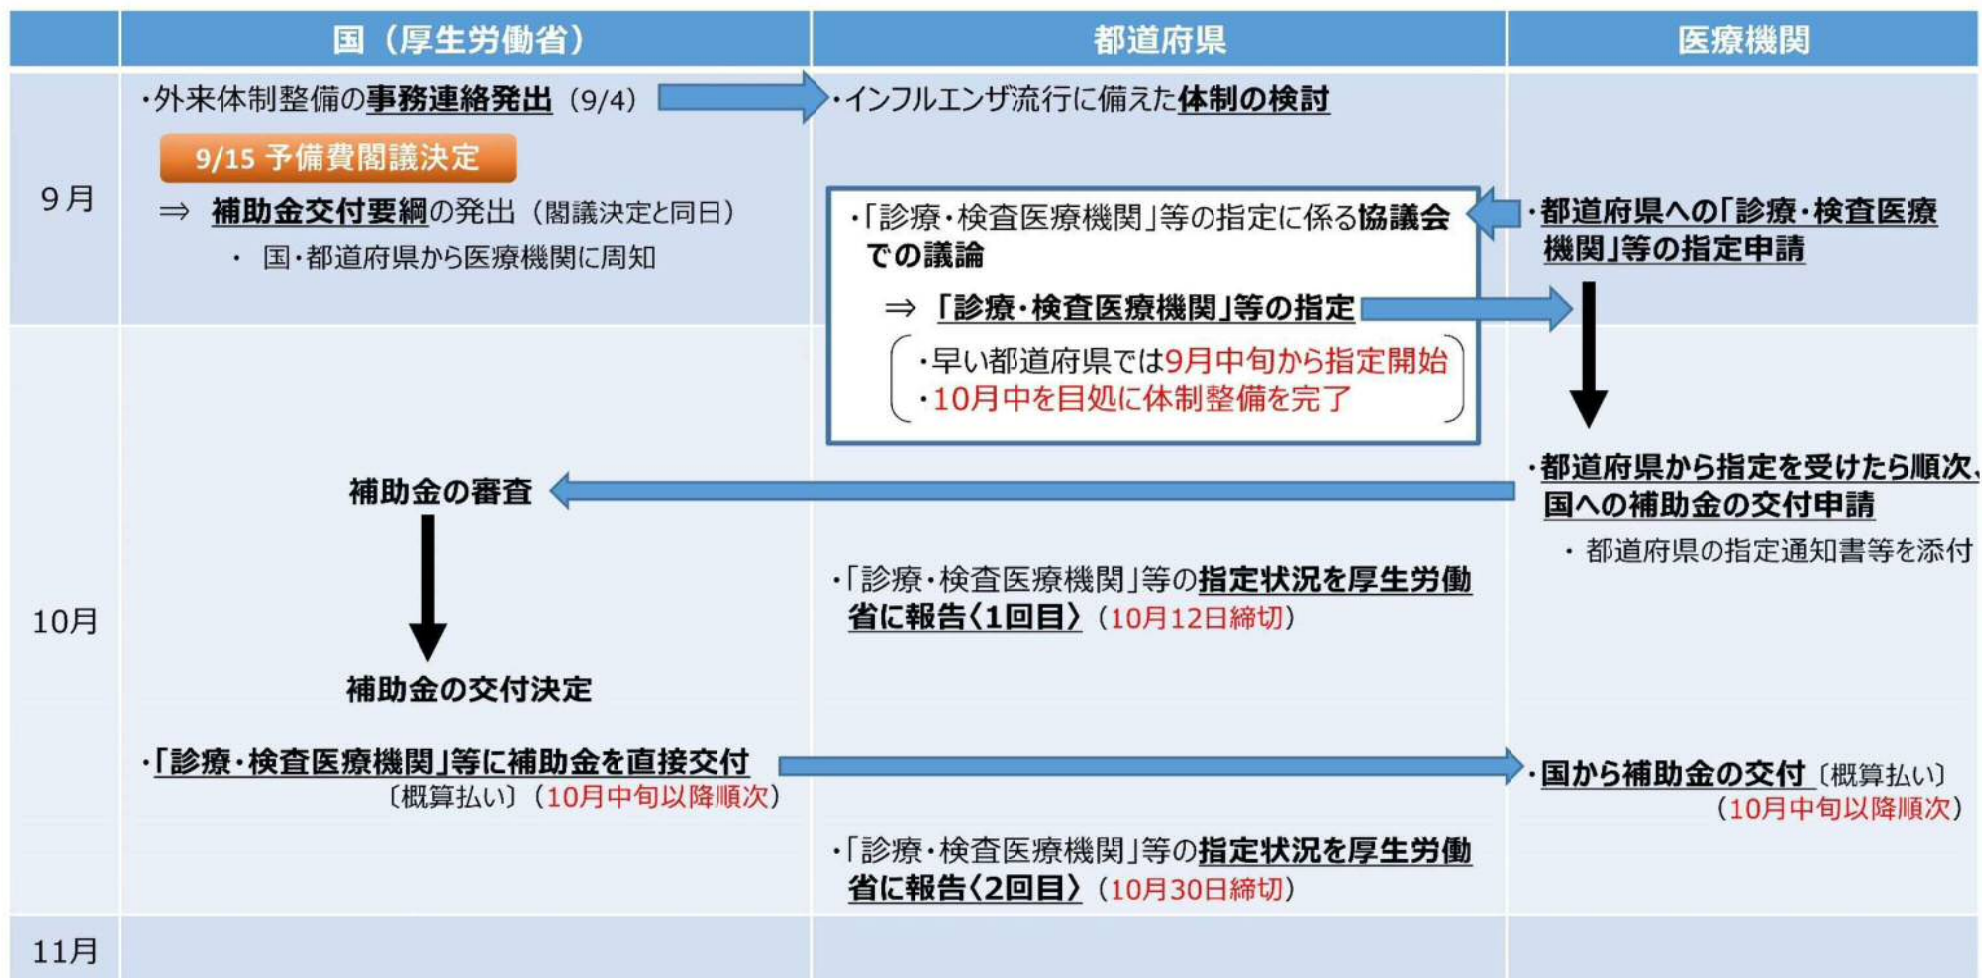 国（厚生労働省）
都道府県
医療機関
9月
・外来体制整備の事務連絡発出（9/4）
9/15 予備費閣議決定
⇒ 補助金交付要綱の発出（閣議決定と同日）
・ 国・都道府県から医療機関に周知
・インフルエンザ流行に備えた体制の検討
・「診療・検査医療機関」等の指定に係る協議会
での議論
⇒ 「診療・検査医療機関」等の指定
・早い都道府県では9月中旬から指定開始
・10月中を目処に体制整備を完了
・都道府県への「診療・検査医療
機関」等の指定申請
10月
補助金の審査
補助金の交付決定
・「診療・検査医療機関」等に補助金を直接交付
〔概算払い〕（10月中旬以降順次）
・「診療・検査医療機関」等の指定状況を厚生労働
省に報告〈1回目〉（10月12日締切）
・「診療・検査医療機関」等の指定状況を厚生労働
省に報告〈2回目〉（10月30日締切）
・都道府県から指定を受けたら順次、
国への補助金の交付申請
・ 都道府県の指定通知書等を添付
・国から補助金の交付〔概算払い〕
（10月中旬以降順次）
11月